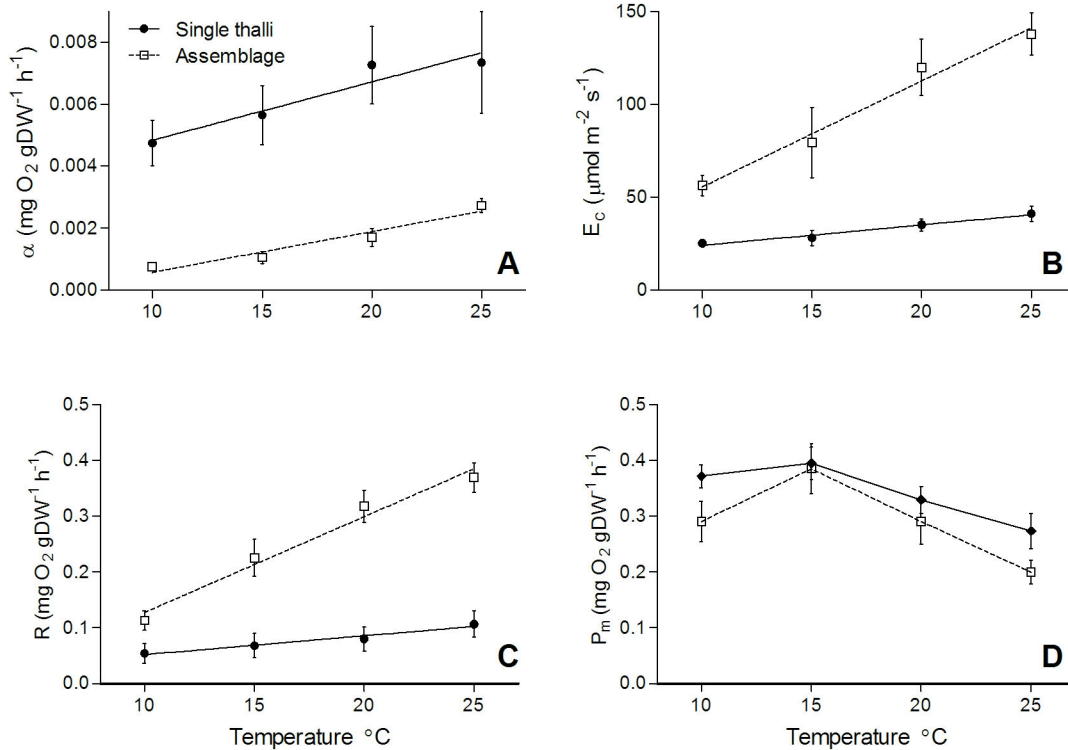 Single thalli
Assemblage
α (mg O₂ gDW⁻¹ h⁻¹)
0.008
0.006
0.004
0.002
0.000
10 15 20 25
A
E_C (μmol m⁻² s⁻¹)
150
100
50
0
10 15 20 25
B
R (mg O₂ gDW⁻¹ h⁻¹)
0.5
0.4
0.3
0.2
0.1
0.0
10 15 20 25
Temperature °C
C
P_m (mg O₂ gDW⁻¹ h⁻¹)
0.5
0.4
0.3
0.2
0.1
0.0
10 15 20 25
Temperature °C
D